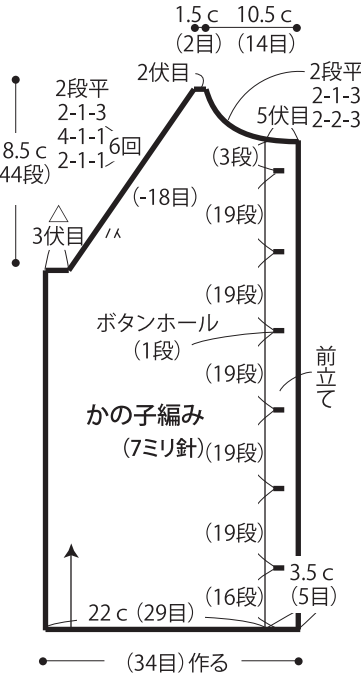 1.5 c 10.5 c
(2目) (14目)
2伏目
2段平
2-1-3
2-2-3
5伏目
2段平
2-1-3
4-1-1
2-1-1
6回
8.5 c
44段)
(-18目)
△
3伏目
(3段)
(19段)
(19段)
ボタンホール
(1段)
(19段)
前立て
かの子編み
(7ミリ針)
(19段)
(19段)
(16段)
3.5 c
(5目)
22 c (29目)
(34目) 作る